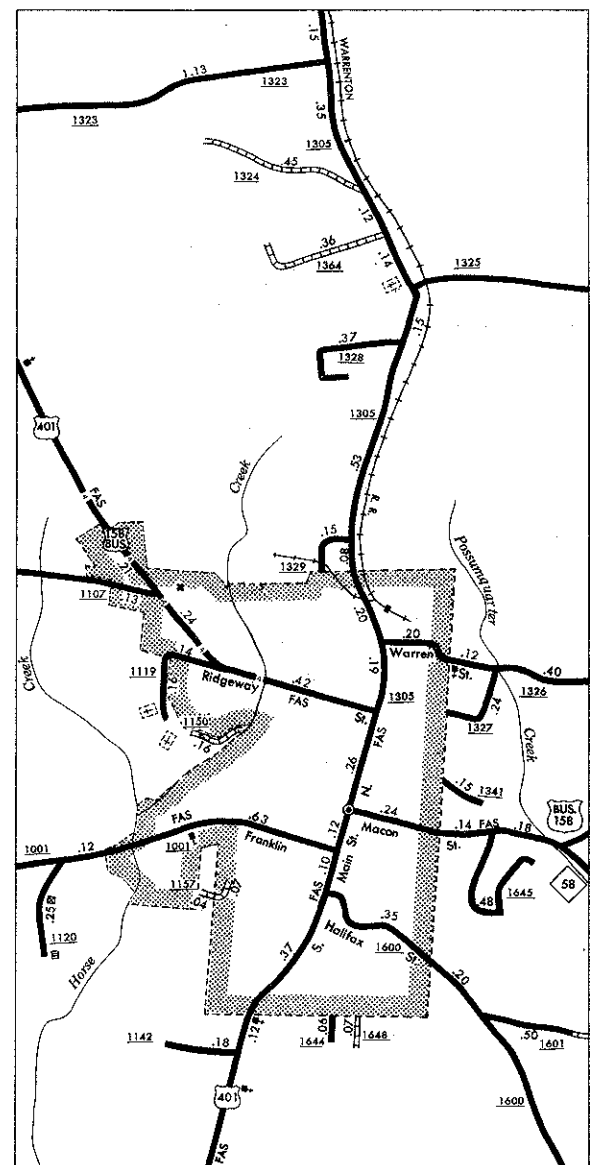 .15
WARRENTON
1.13
1323
1323
.35
1305
.45
1324
.12
.36
1364
.14
1325
.15
.37
1328
1305
401
.53
FAS
Creek
R. R.
158
BUS.
.15
.08
1329
Possumquarter
Creek
.21
1107
.13
.20
.24
.20
.12
Warren
St.
.40
1326
Creek
.14
1119
Ridgeway
.16
.42
FAS
St.
.19
1305
.24
1327
1150
.16
FAS
.26
.15
1341
N.
BUS.
158
FAS
.63
.12
.24
Macon
St.
.14
FAS
.18
1001
.12
1001
Franklin
Main St.
.10
58
1157
.04
.07
FAS
.48
1645
.25
1120
Halifax
St.
.35
1600
S.
.37
.20
Horse
1142
.18
.12
.06
1644
.07
1648
.50
1601
401
1600
FAS